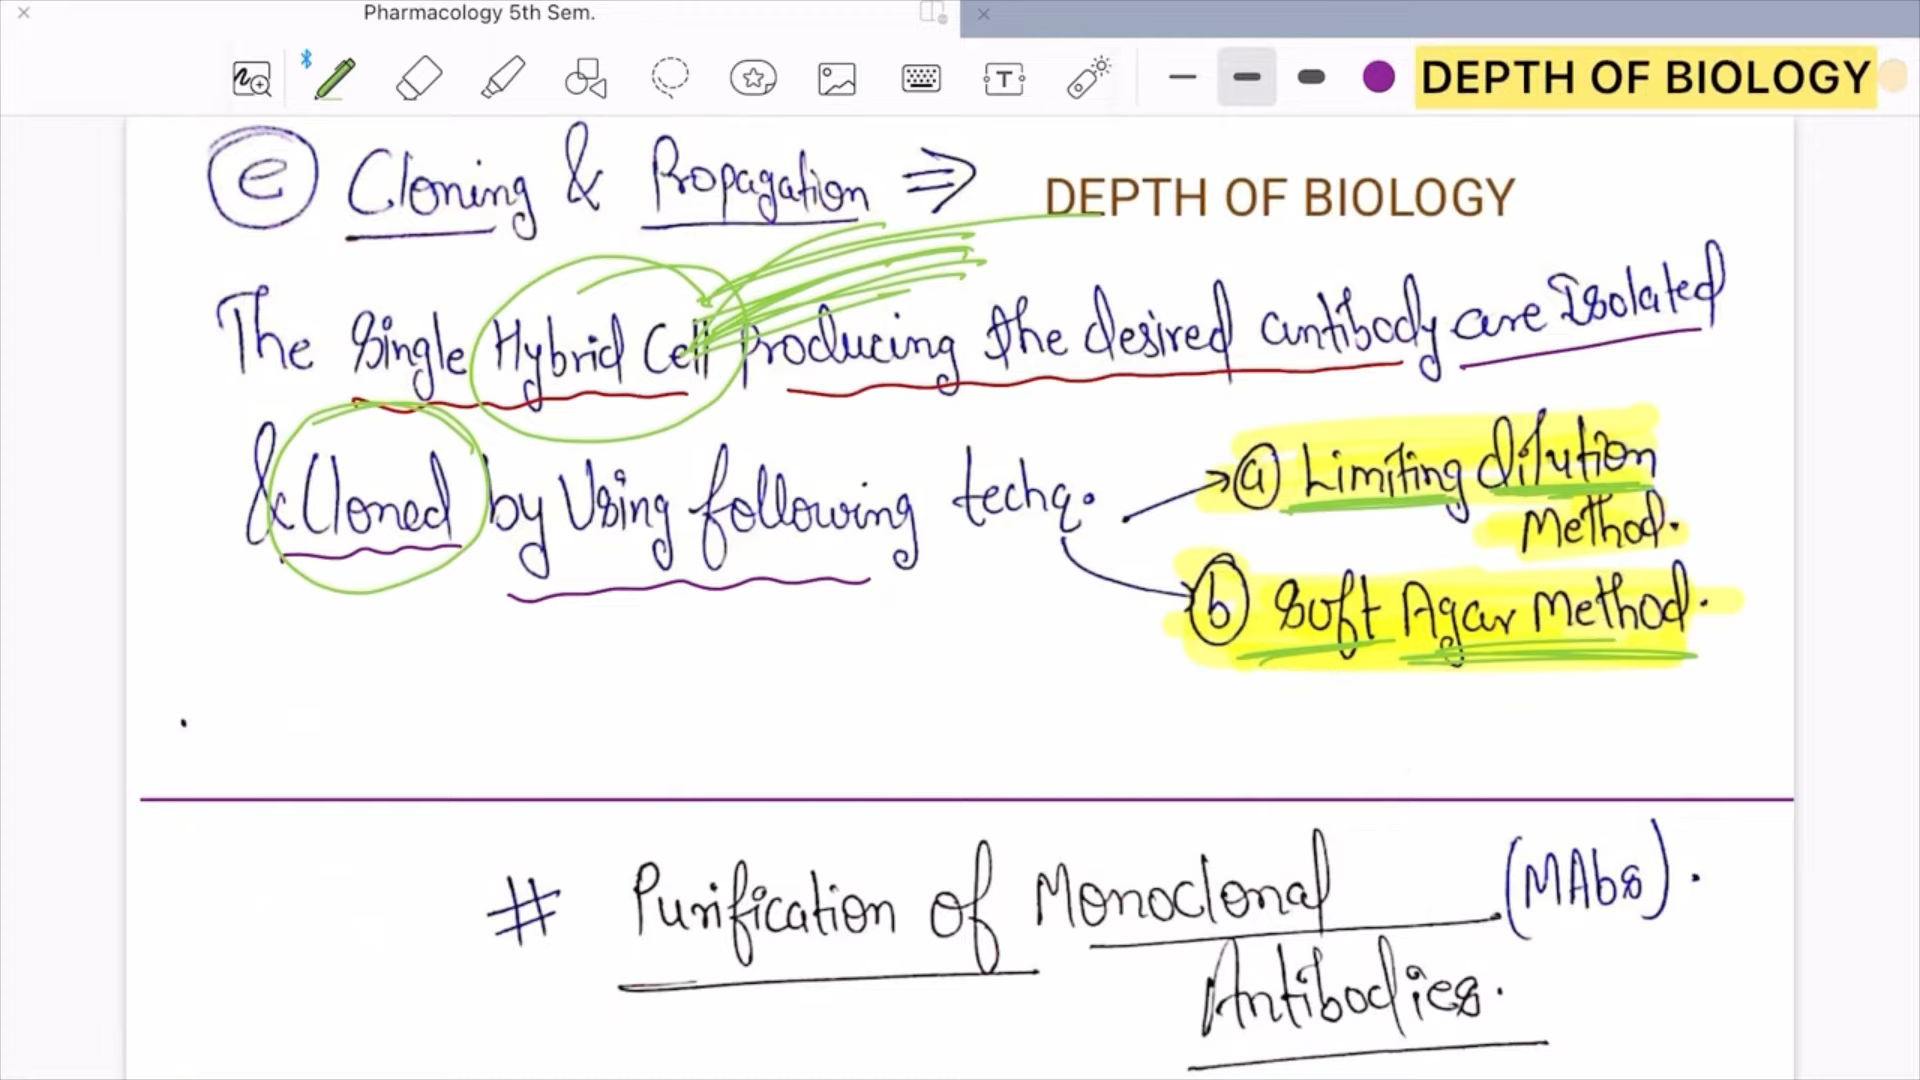 Pharmacology 5th Sem.
DEPTH OF BIOLOGY
e Cloning & Propagation ⇒
DEPTH OF BIOLOGY
The Single Hybrid Cell producing the desired antibody are Isolated
& Cloned by Using following techq.
a Limiting dilution
Method.
b Soft Agar Method.
# Purification of Monoclonal (MAbs).
Antibodies.